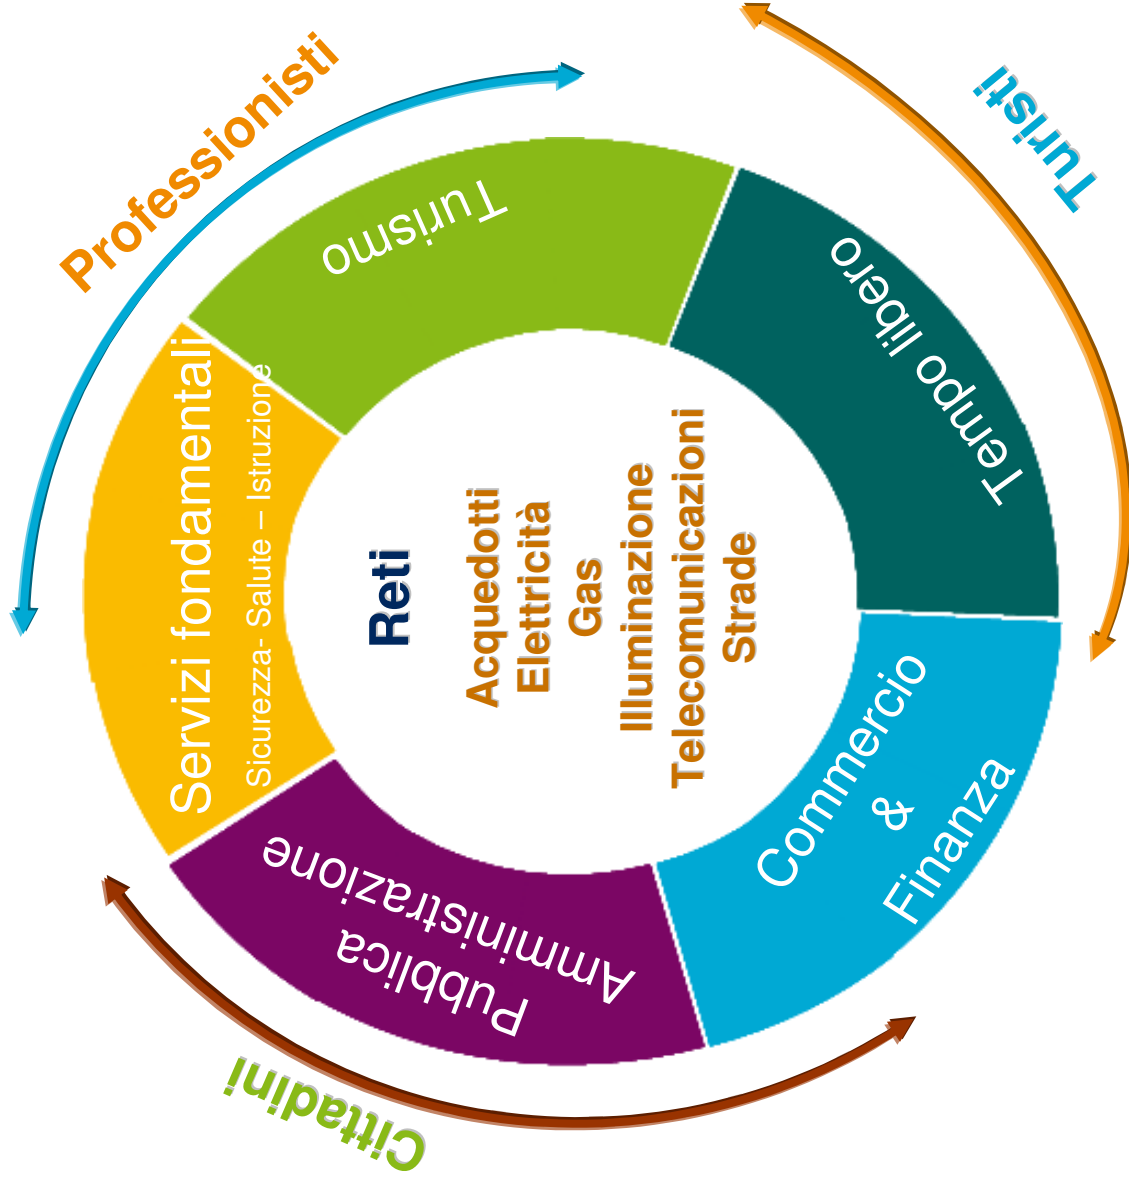 Professionisti
Turisti
Cittadini
Servizi fondamentali
Sicurezza- Salute – Istruzione
Turismo
Tempo libero
Commercio
&
Finanza
Pubblica
Amministrazione
Reti
Acquedotti
Elettricità
Gas
Illuminazione
Telecomunicazioni
Strade